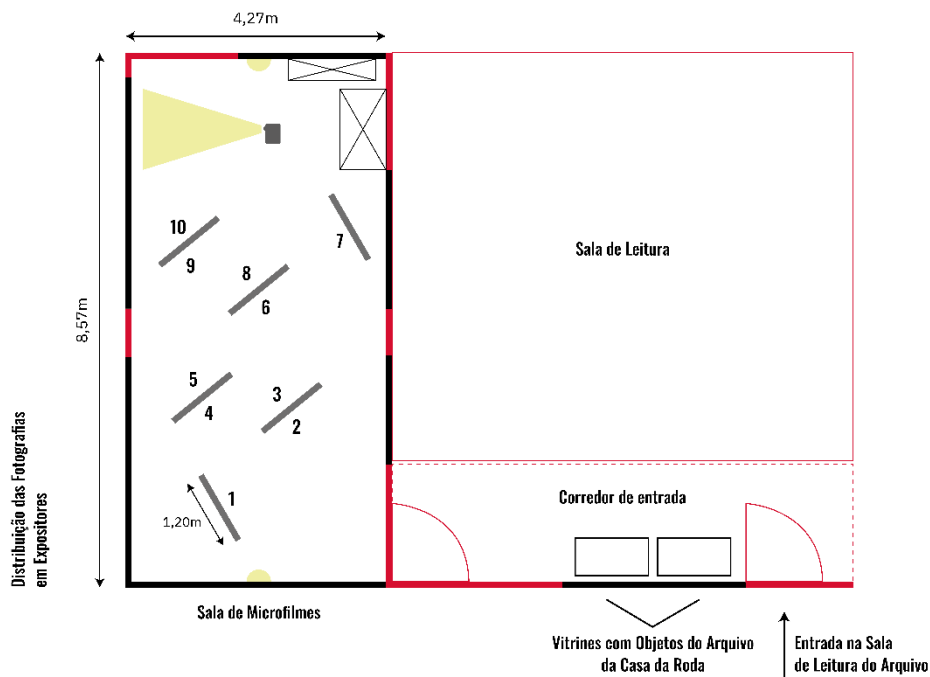 4,27m
8,57m
10
9
8
6
7
5
4
3
2
1
1,20m
Sala de Leitura
Corredor de entrada
Distribuição das Fotografias
em Expositores
Sala de Microfilmes
Vitrines com Objetos do Arquivo
da Casa da Roda
Entrada na Sala
de Leitura do Arquivo